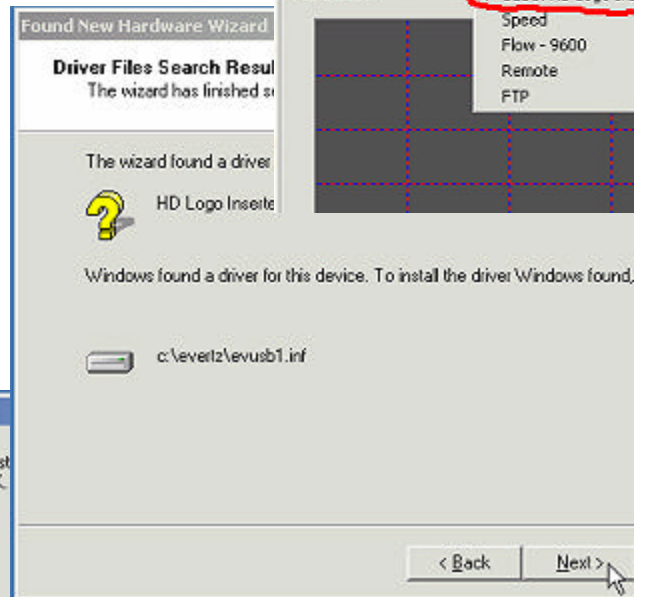 Found New Hardware Wizard
Driver Files Search Resul
The wizard has finished s
The wizard found a driver
HD Logo Inserte
Windows found a driver for this device. To install the driver Windows found,
c:\evertz\evusb1.inf
< Back
Next >
Speed
Flow - 9600
Remote
FTP
st